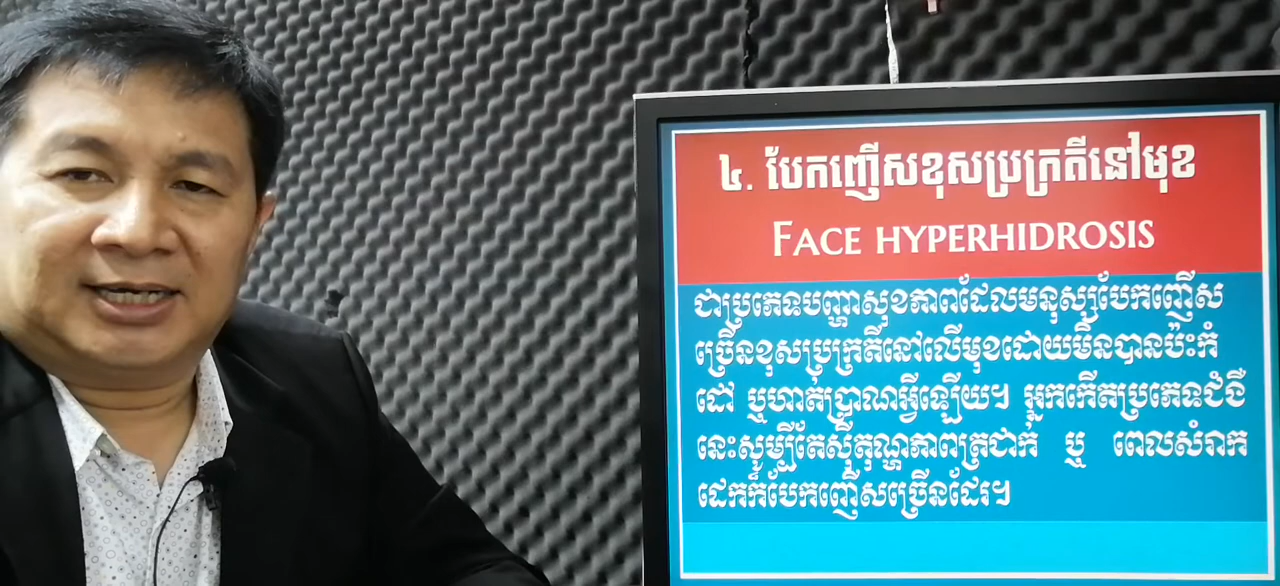 ៤. បែកញើសខុសប្រក្រតីនៅមុខ
FACE HYPERHIDROSIS
ជាប្រភេទបញ្ហាសុខភាពដែលមនុស្សបែកញើស
ច្រើនខុសប្រក្រតីនៅលើមុខដោយមិនបានប៉ះកំ
ដៅ ឬហាត់ប្រាណអ្វីឡើយ។ អ្នកកើតប្រភេទជំងឺ
នេះសូម្បីតែស៊ីតុណ្ហភាពត្រជាក់ ឬ ពេលសំរាក
ដេកក៏បែកញើសច្រើនដែរ។